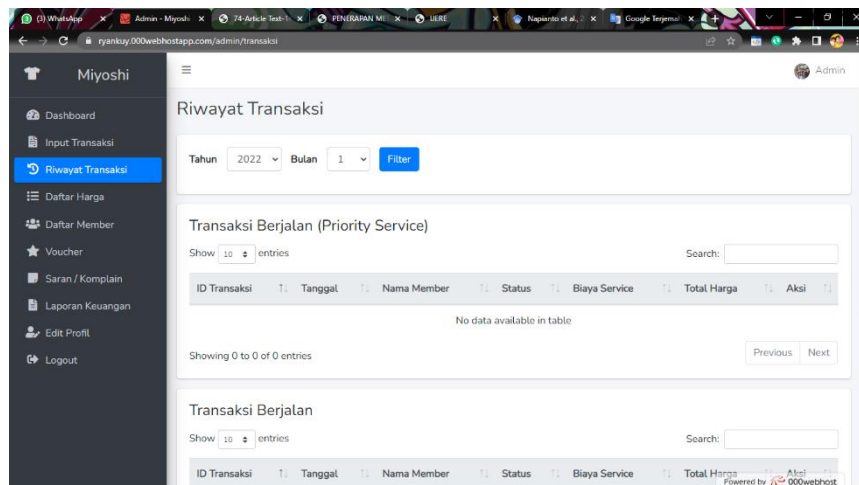 (3) WhatsApp
Admin - Miyoshi
74-Article Text-1
PENERAPAN ME
UERE
Napianto et al., 2
Google Terjemah
ryankuy.000webhostapp.com/admin/transaksi
Miyoshi
Admin
Dashboard
Input Transaksi
Riwayat Transaksi
Daftar Harga
Daftar Member
Voucher
Saran / Komplain
Laporan Keuangan
Edit Profil
Logout
Riwayat Transaksi
Tahun 2022 Bulan 1 Filter
Transaksi Berjalan (Priority Service)
Show 10 entries Search:
ID Transaksi Tanggal Nama Member Status Biaya Service Total Harga Aksi
No data available in table
Showing 0 to 0 of 0 entries Previous Next
Transaksi Berjalan
Show 10 entries Search:
ID Transaksi Tanggal Nama Member Status Biaya Service Total Harga Aksi
Powered by 000webhost